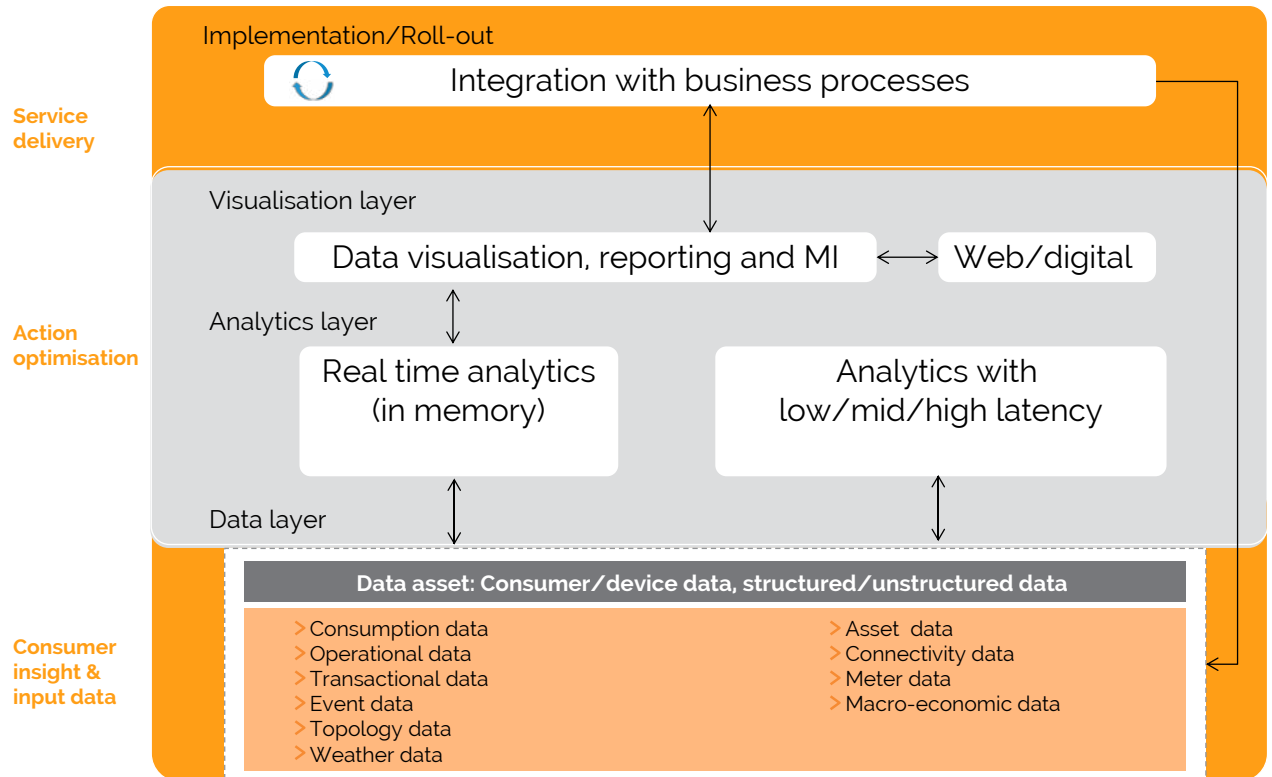 Implementation/Roll-out
Integration with business processes
Service
delivery
Visualisation layer
Data visualisation, reporting and MI
Web/digital
Action
optimisation
Analytics layer
Real time analytics
(in memory)
Analytics with
low/mid/high latency
Data layer
Data asset: Consumer/device data, structured/unstructured data
Consumer
insight &
input data
> Consumption data
> Operational data
> Transactional data
> Event data
> Topology data
> Weather data
> Asset data
> Connectivity data
> Meter data
> Macro-economic data